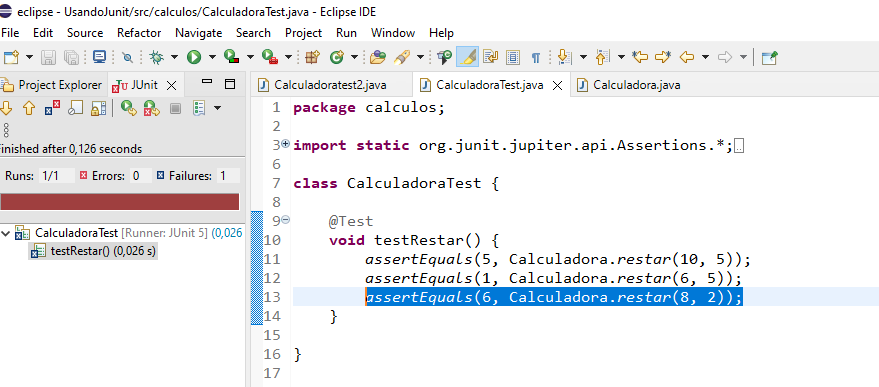 eclipse - UsandoJunit/src/calculos/CalculadoraTest.java - Eclipse IDE
File Edit Source Refactor Navigate Search Project Run Window Help
Project Explorer JUnit
Calculadoratest2.java CalculadoraTest.java Calculadora.java
inished after 0,126 seconds
Runs: 1/1 Errors: 0 Failures: 1
CalculadoraTest [Runner: JUnit 5] (0,026
testRestar() (0,026 s)
1 package calculos;
2
3 import static org.junit.jupiter.api.Assertions.*;
6
7 class CalculadoraTest {
8
9 @Test
10 void testRestar() {
11 assertEquals(5, Calculadora.restar(10, 5));
12 assertEquals(1, Calculadora.restar(6, 5));
13 assertEquals(6, Calculadora.restar(8, 2));
14 }
15
16 }
17